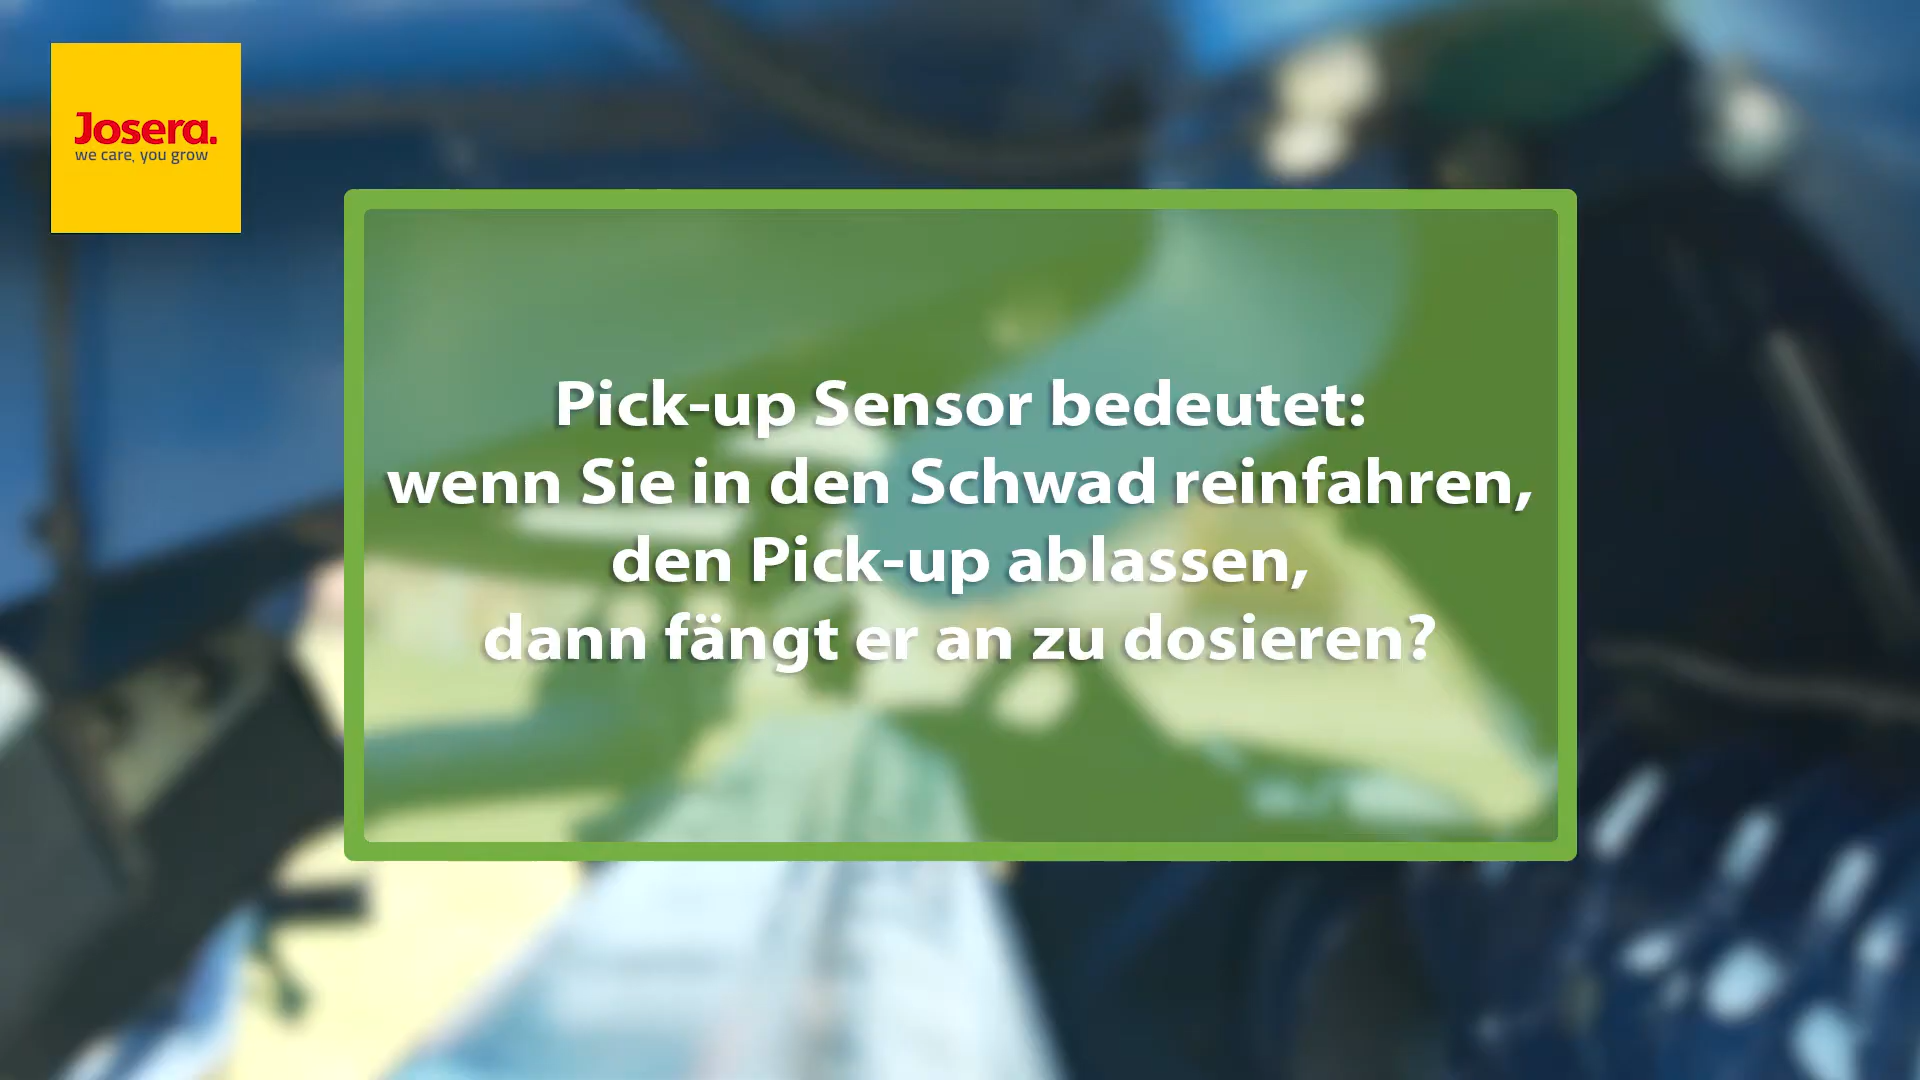 Josera.
we care, you grow
Pick-up Sensor bedeutet:
wenn Sie in den Schwad reinfahren,
den Pick-up ablassen,
dann fängt er an zu dosieren?